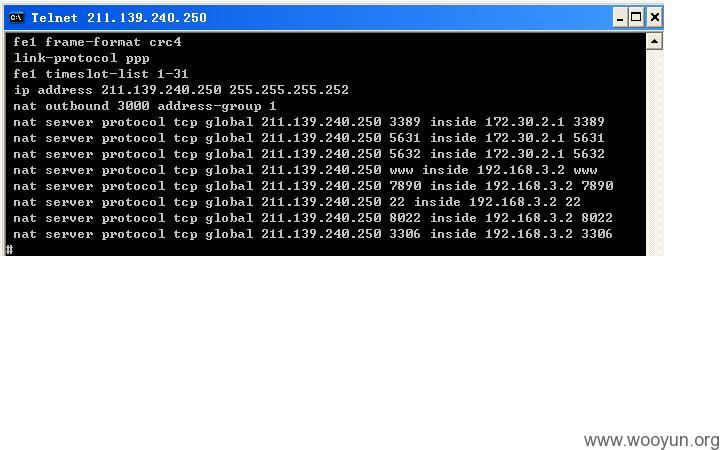 Telnet 211.139.240.250
fe1 frame-format crc4
link-protocol ppp
fe1 timeslot-list 1-31
ip address 211.139.240.250 255.255.255.252
nat outbound 3000 address-group 1
nat server protocol tcp global 211.139.240.250 3389 inside 172.30.2.1 3389
nat server protocol tcp global 211.139.240.250 5631 inside 172.30.2.1 5631
nat server protocol tcp global 211.139.240.250 5632 inside 172.30.2.1 5632
nat server protocol tcp global 211.139.240.250 www inside 192.168.3.2 www
nat server protocol tcp global 211.139.240.250 7890 inside 192.168.3.2 7890
nat server protocol tcp global 211.139.240.250 22 inside 192.168.3.2 22
nat server protocol tcp global 211.139.240.250 8022 inside 192.168.3.2 8022
nat server protocol tcp global 211.139.240.250 3306 inside 192.168.3.2 3306
#
www.wooyun.org